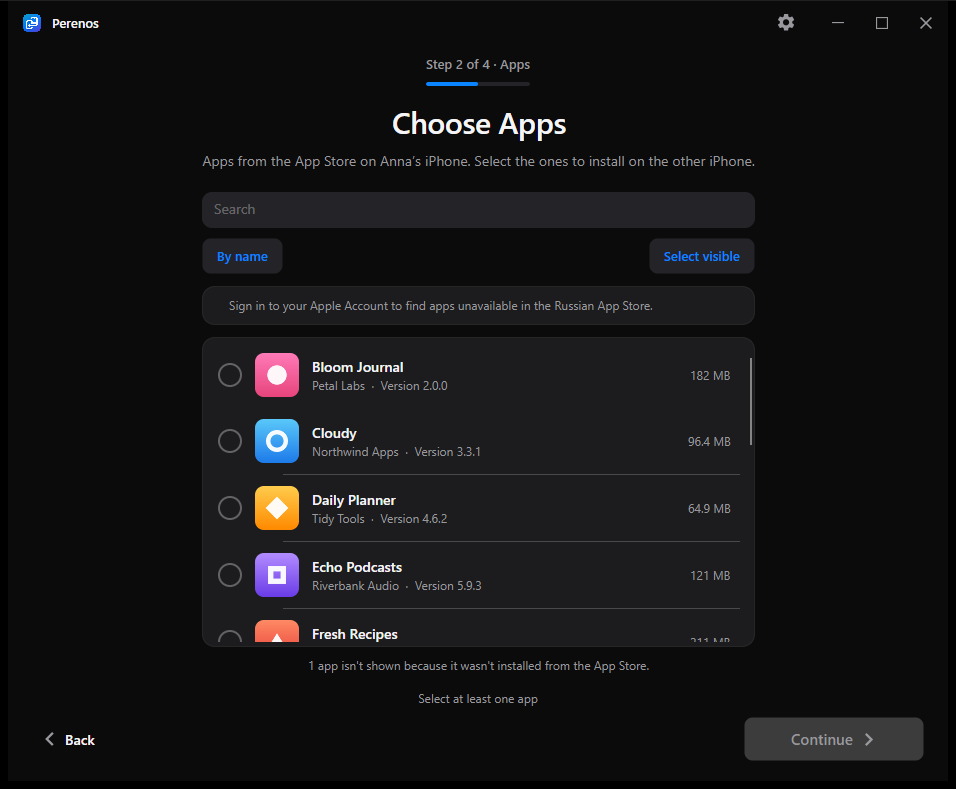 Perenos
Step 2 of 4 · Apps
Choose Apps
Apps from the App Store on Anna’s iPhone. Select the ones to install on the other iPhone.
Search
By name
Select visible
Sign in to your Apple Account to find apps unavailable in the Russian App Store.
Bloom Journal
Petal Labs · Version 2.0.0
182 MB
Cloudy
Northwind Apps · Version 3.3.1
96.4 MB
Daily Planner
Tidy Tools · Version 4.6.2
64.9 MB
Echo Podcasts
Riverbank Audio · Version 5.9.3
121 MB
Fresh Recipes
1 app isn't shown because it wasn't installed from the App Store.
Select at least one app
Back
Continue